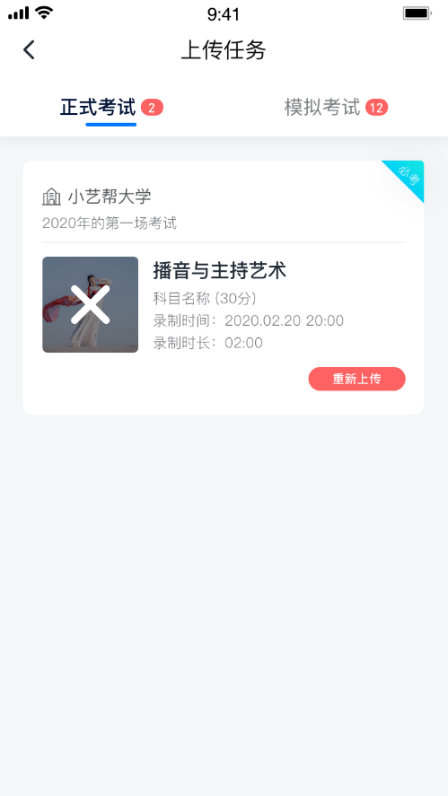 9:41
上传任务
正式考试 2
模拟考试 12
必考
小艺帮大学
2020年的第一场考试
播音与主持艺术
科目名称 (30分)
录制时间：2020.02.20 20:00
录制时长：02:00
重新上传